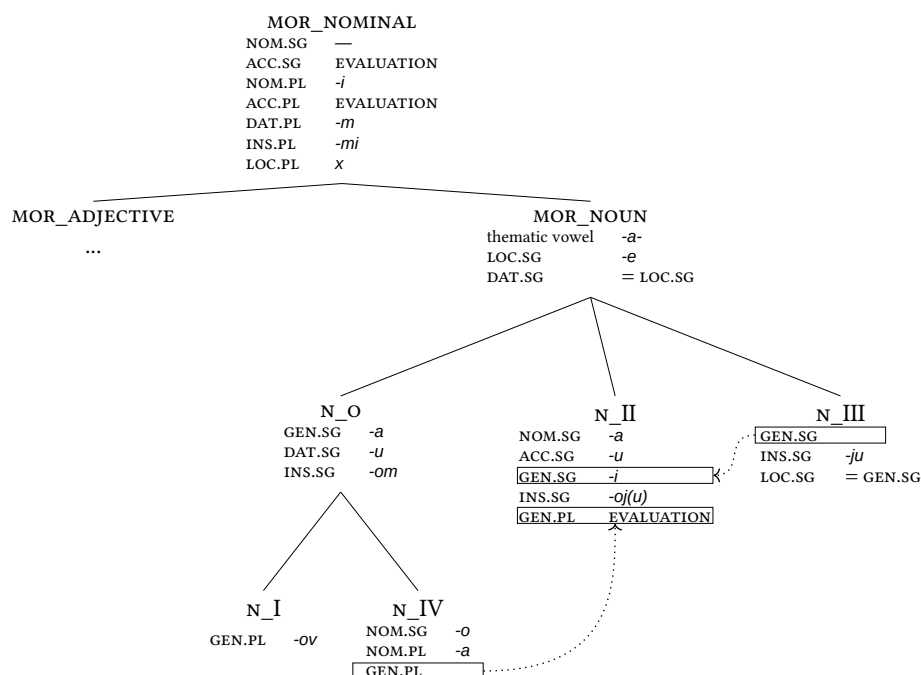 MOR_NOMINAL
NOM.SG —
ACC.SG EVALUATION
NOM.PL -i
ACC.PL EVALUATION
DAT.PL -m
INS.PL -mi
LOC.PL x
MOR_ADJECTIVE
...
MOR_NOUN
thematic vowel -a-
LOC.SG -e
DAT.SG = LOC.SG
N_O
GEN.SG -a
DAT.SG -u
INS.SG -om
N_II
NOM.SG -a
ACC.SG -u
GEN.SG -i
INS.SG -oj(u)
GEN.PL EVALUATION
N_III
GEN.SG
INS.SG -ju
LOC.SG = GEN.SG
N_I
GEN.PL -ov
N_IV
NOM.SG -o
NOM.PL -a
GEN.PL